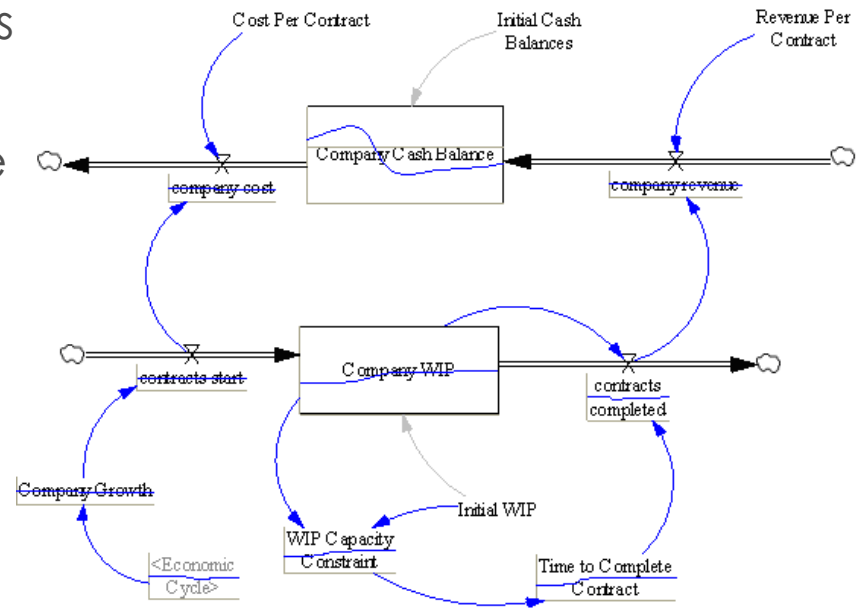 s
Cost Per Contract
Initial Cash
Balances
Revenue Per
Contract
e
Company Cash Balance
company cost
company revenue
Company WIP
contracts start
contracts
completed
Company Growth
Initial WIP
WIP Capacity
Constraint
<Economic
Cycle>
Time to Complete
Contract